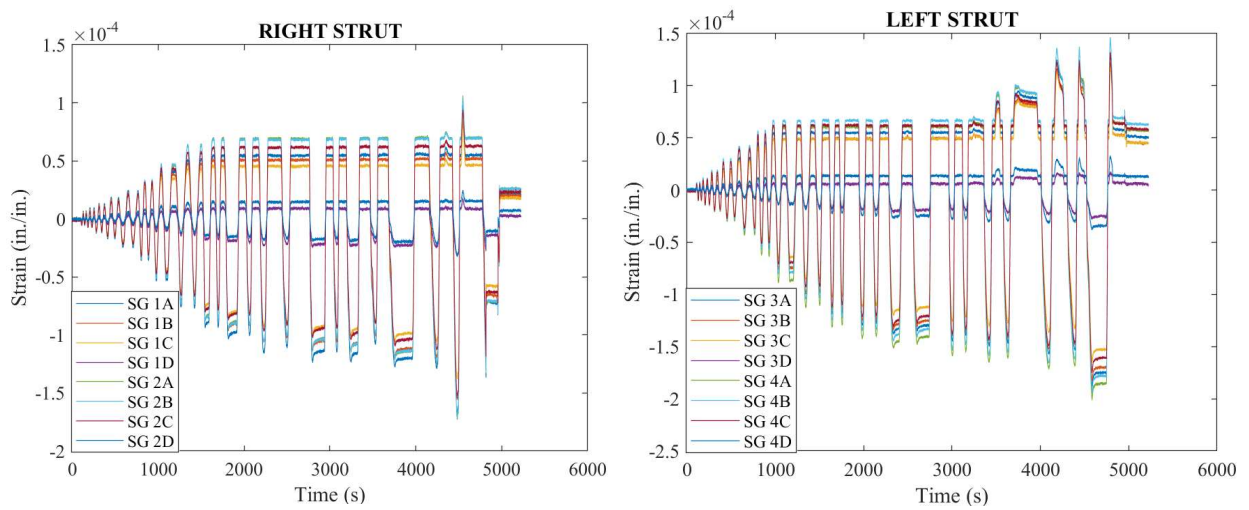 RIGHT STRUT
×10⁻⁴
1.5
1
0.5
0
-0.5
-1
-1.5
-2
Strain (in./in.)
SG 1A
SG 1B
SG 1C
SG 1D
SG 2A
SG 2B
SG 2C
SG 2D
0 1000 2000 3000 4000 5000 6000
Time (s)
LEFT STRUT
×10⁻⁴
1.5
1
0.5
0
-0.5
-1
-1.5
-2
-2.5
Strain (in./in.)
SG 3A
SG 3B
SG 3C
SG 3D
SG 4A
SG 4B
SG 4C
SG 4D
0 1000 2000 3000 4000 5000 6000
Time (s)